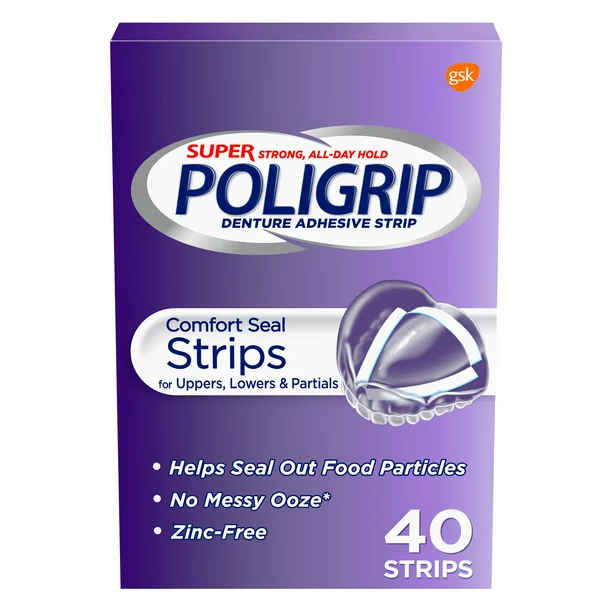 gsk
SUPER STRONG, ALL-DAY HOLD
POLIGRIP
DENTURE ADHESIVE STRIP
Comfort Seal
Strips
for Uppers, Lowers & Partials
• Helps Seal Out Food Particles
• No Messy Ooze*
• Zinc-Free
40
STRIPS